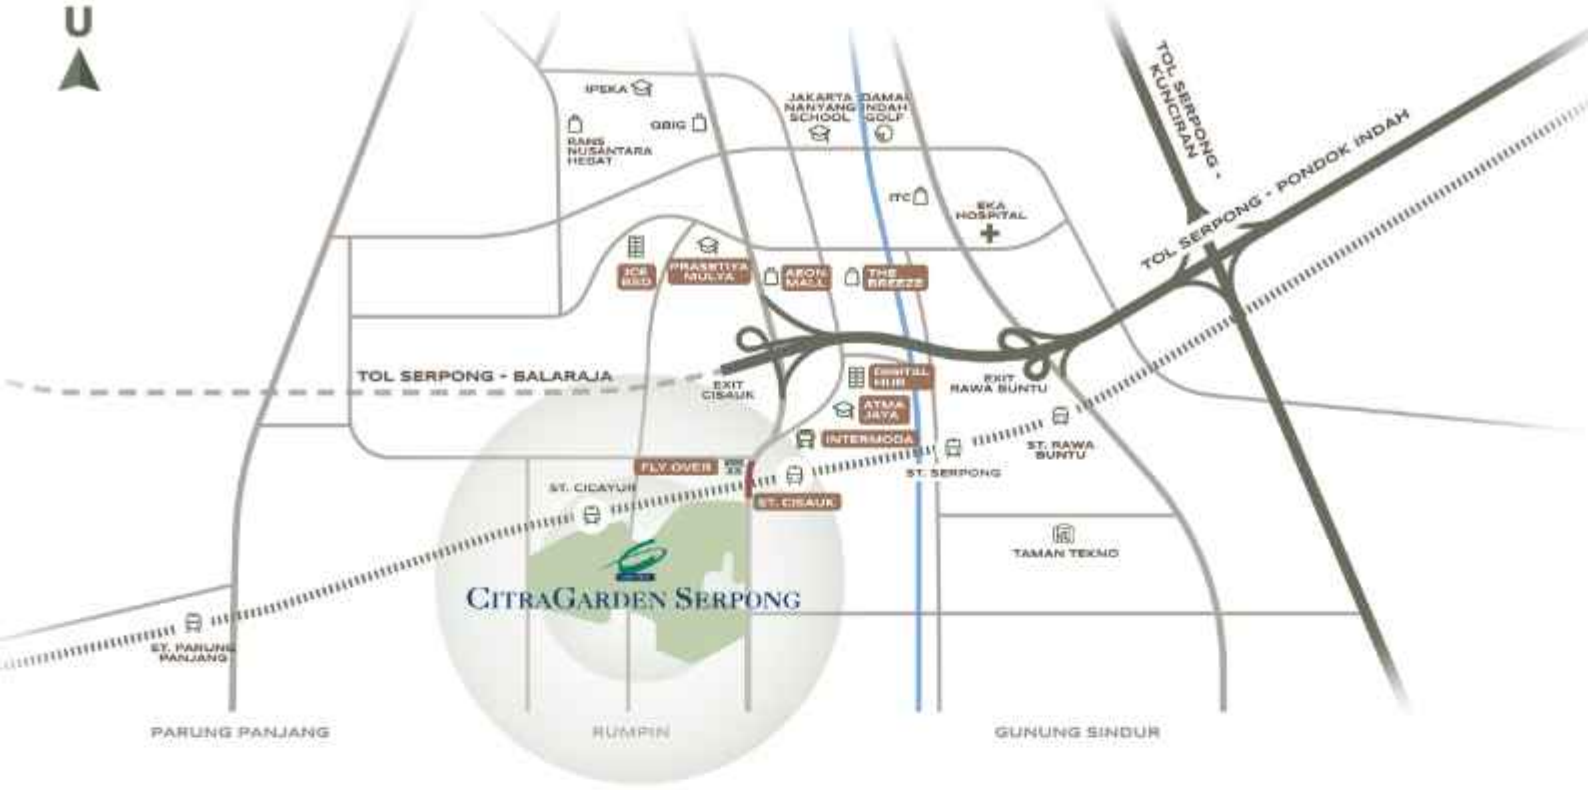 U
TOL SERPONG -
KUNCIRAN
TOL SERPONG - PONDOK INDAH
IPEKA
QBIG
RANS
NUSANTARA
HEBAT
JAKARTA
NANYANG
SCHOOL
DAMAI
INDAH
GOLF
ITC
EKA
HOSPITAL
ICE
BSD
PRASETIYA
MULYA
AEON
MALL
THE
BREEZE
TOL SERPONG - BALARAJA
EXIT
CISAUK
DIGITAL
HUB
EXIT
RAWA BUNTU
ATMA
JAYA
INTERMODA
ST. RAWA
BUNTU
FLY OVER
ST. SERPONG
ST. CICAYUR
ST. CISAUK
TAMAN TEKNO
CITRAGARDEN SERPONG
ST. PARUNG
PANJANG
PARUNG PANJANG
RUMPIN
GUNUNG SINDUR